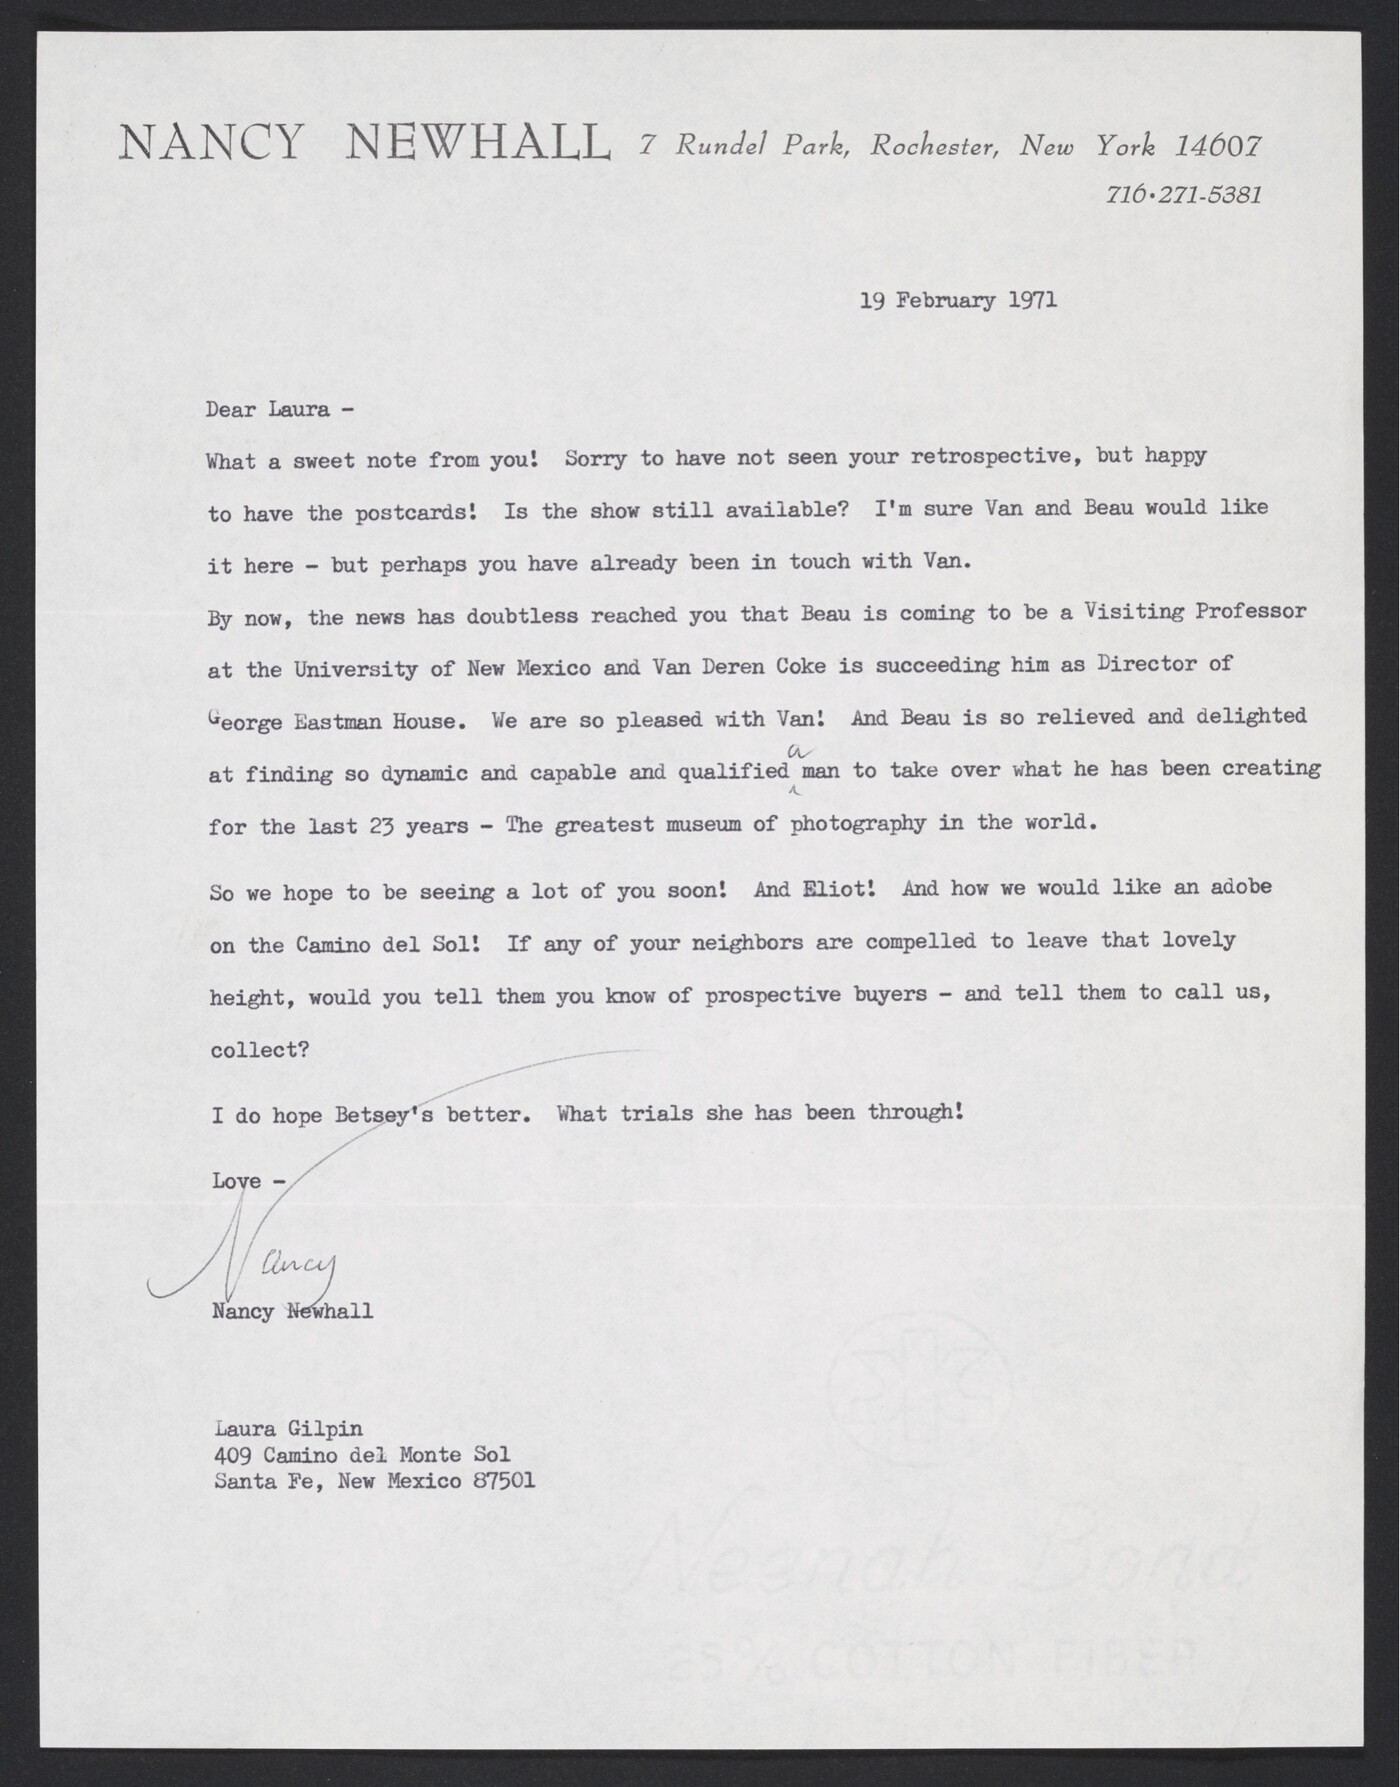 NANCY NEWHALL 7 Rundel Park, Rochester, New York 14607
716·271-5381
19 February 1971
Dear Laura -
What a sweet note from you! Sorry to have not seen your retrospective, but happy
to have the postcards! Is the show still available? I'm sure Van and Beau would like
it here - but perhaps you have already been in touch with Van.
By now, the news has doubtless reached you that Beau is coming to be a Visiting Professor
at the University of New Mexico and Van Deren Coke is succeeding him as Director of
George Eastman House. We are so pleased with Van! And Beau is so relieved and delighted
at finding so dynamic and capable and qualified a man to take over what he has been creating
for the last 23 years - The greatest museum of photography in the world.
So we hope to be seeing a lot of you soon! And Eliot! And how we would like an adobe
on the Camino del Sol! If any of your neighbors are compelled to leave that lovely
height, would you tell them you know of prospective buyers - and tell them to call us,
collect?
I do hope Betsey's better. What trials she has been through!
Love -
Nancy
Nancy Newhall
Laura Gilpin
409 Camino del Monte Sol
Santa Fe, New Mexico 87501
Neenah Bond
25% COTTON FIBER